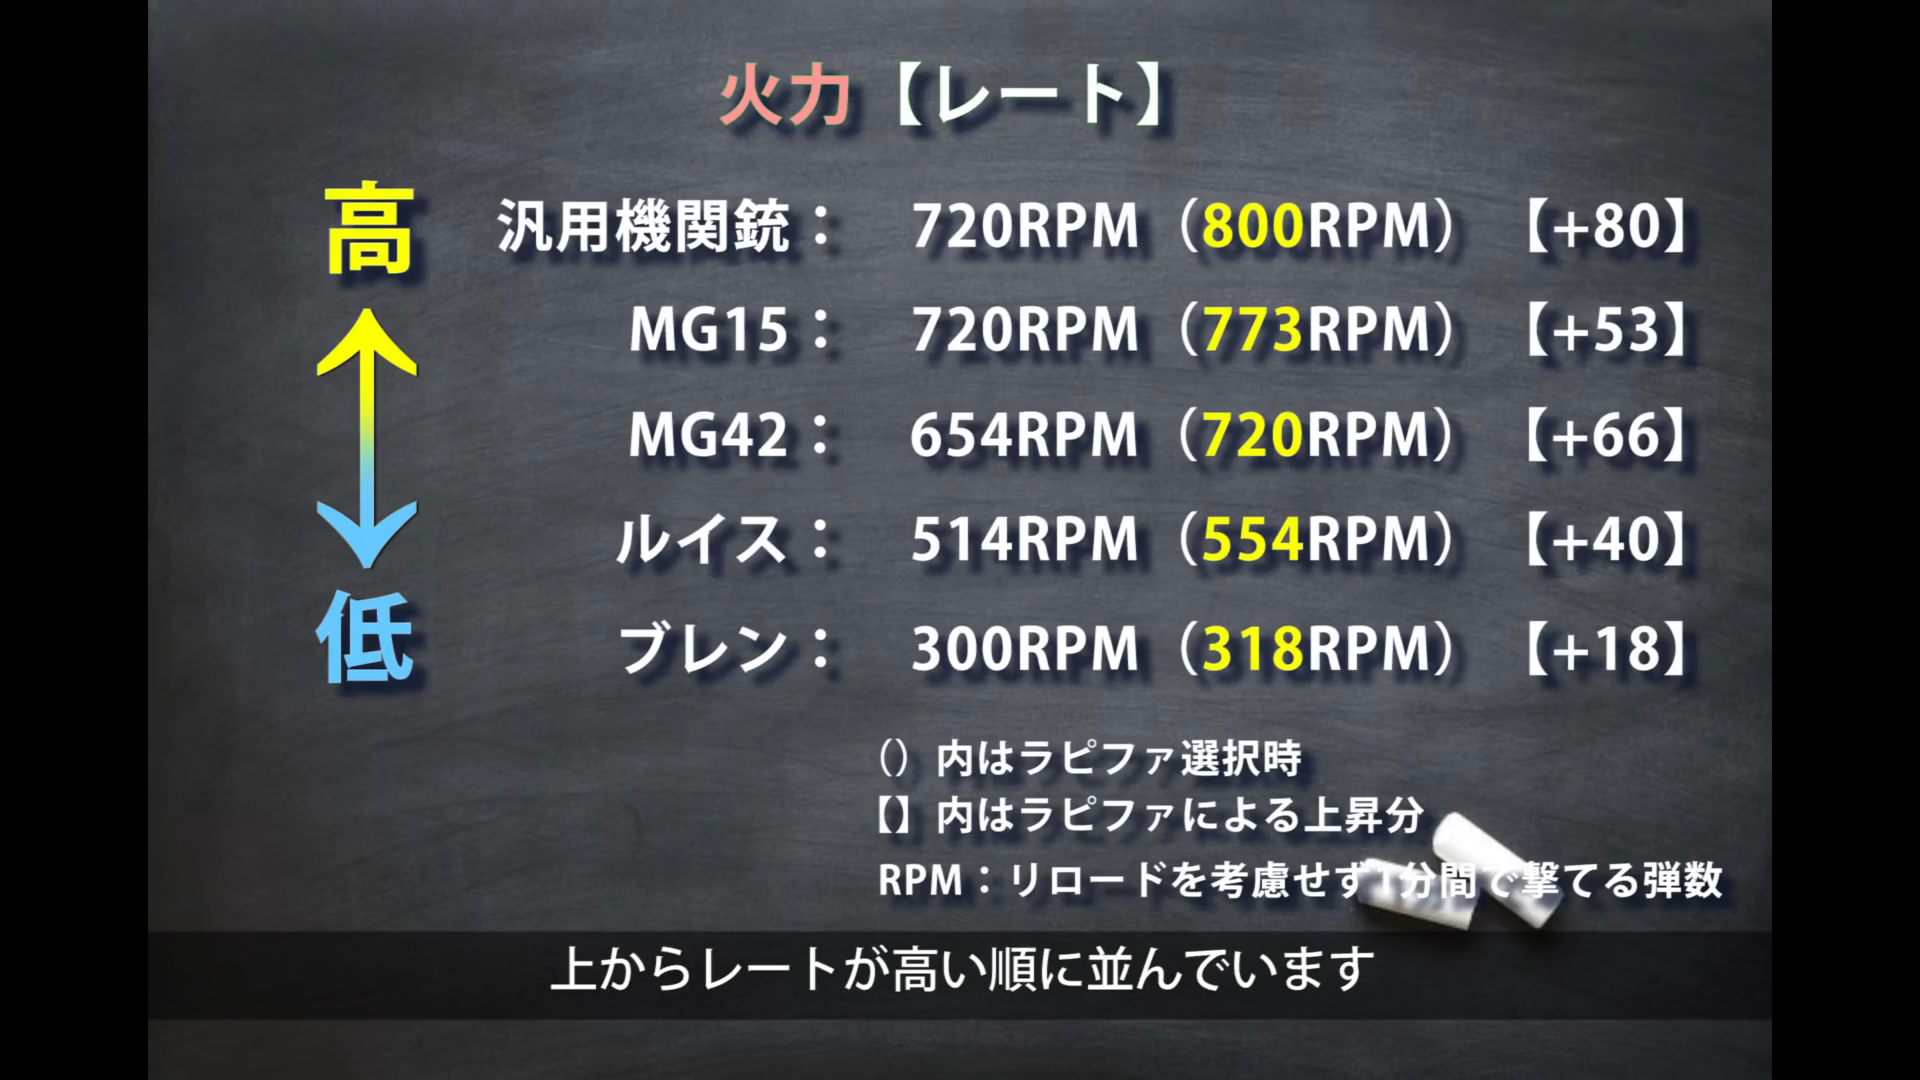 火力【レート】
高
汎用機関銃： 720RPM（800RPM）【+80】
MG15： 720RPM（773RPM）【+53】
MG42： 654RPM（720RPM）【+66】
ルイス： 514RPM（554RPM）【+40】
低
ブレン： 300RPM（318RPM）【+18】
（）内はラピファ選択時
【】内はラピファによる上昇分
RPM：リロードを考慮せず1分間で撃てる弾数
上からレートが高い順に並んでいます